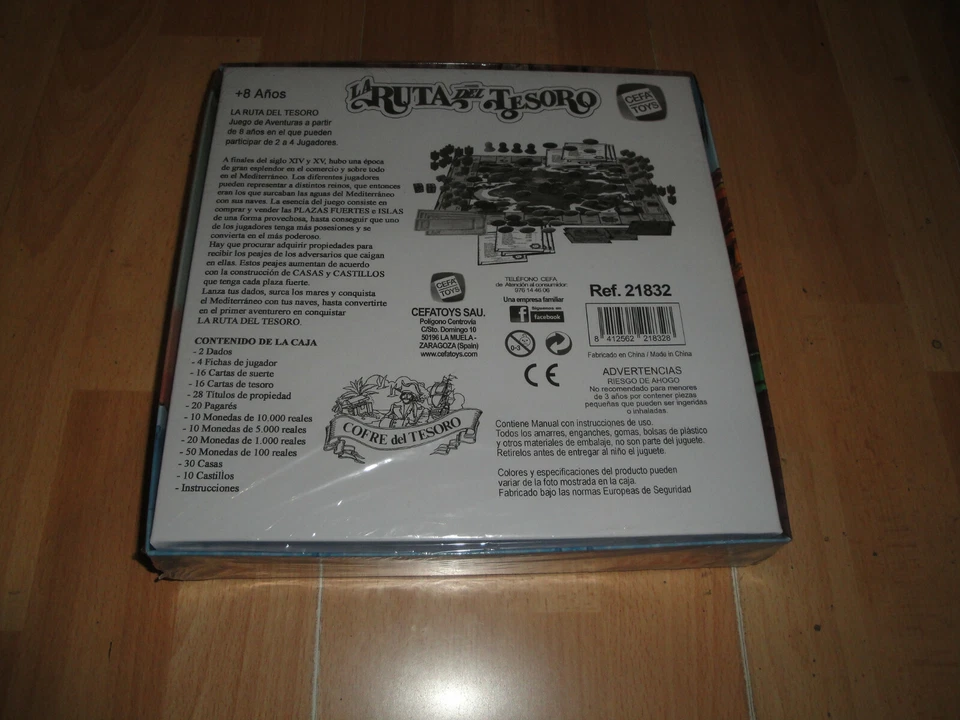 +8 Años
LA RUTA DEL TESORO
CEFA
TOYS
LA RUTA DEL TESORO
Juego de Aventuras a partir
de 8 años en el que pueden
participar de 2 a 4 Jugadores.
A finales del siglo XIV y XV, hubo una época
de gran esplendor en el comercio y sobre todo
en el Mediterráneo. Los diferentes jugadores
pueden representar a distintos reinos, que entonces
eran los que surcaban las aguas del Mediterráneo
con sus naves. La esencia del juego consiste en
comprar y vender las PLAZAS FUERTES e ISLAS
de una forma provechosa, hasta conseguir que uno
de los jugadores tenga más posesiones y se
convierta en el más poderoso.
Hay que procurar adquirir propiedades para
recibir los peajes de los adversarios que caigan
en ellas. Estos peajes aumentan de acuerdo
con la construcción de CASAS y CASTILLOS
que tenga cada plaza fuerte.
Lanza tus dados, surca los mares y conquista
el Mediterráneo con tus naves, hasta convertirte
en el primer aventurero en conquistar
LA RUTA DEL TESORO.
CONTENIDO DE LA CAJA
- 2 Dados
- 4 Fichas de jugador
- 16 Cartas de suerte
- 16 Cartas de tesoro
- 28 Títulos de propiedad
- 20 Pagarés
- 10 Monedas de 10.000 reales
- 10 Monedas de 5.000 reales
- 20 Monedas de 1.000 reales
- 50 Monedas de 100 reales
- 30 Casas
- 10 Castillos
- Instrucciones
CEFA
TOYS
CEFATOYS SAU.
Polígono Centrovía
C/Sto. Domingo 10
50196 LA MUELA -
ZARAGOZA (Spain)
www.cefatoys.com
COFRE del TESORO
TELÉFONO CEFA
de Atención al consumidor:
976 14 46 06
Una empresa familiar
Síguenos en
facebook
0-3
CE
Ref. 21832
8 412562 218328
Fabricado en China / Made in China
ADVERTENCIAS
RIESGO DE AHOGO
No recomendado para menores
de 3 años por contener piezas
pequeñas que pueden ser ingeridas
o inhaladas.
Contiene Manual con instrucciones de uso.
Todos los amarres, enganches, gomas, bolsas de plástico
y otros materiales de embalaje, no son parte del juguete.
Retírelos antes de entregar al niño el juguete.
Colores y especificaciones del producto pueden
variar de la foto mostrada en la caja.
Fabricado bajo las normas Europeas de Seguridad